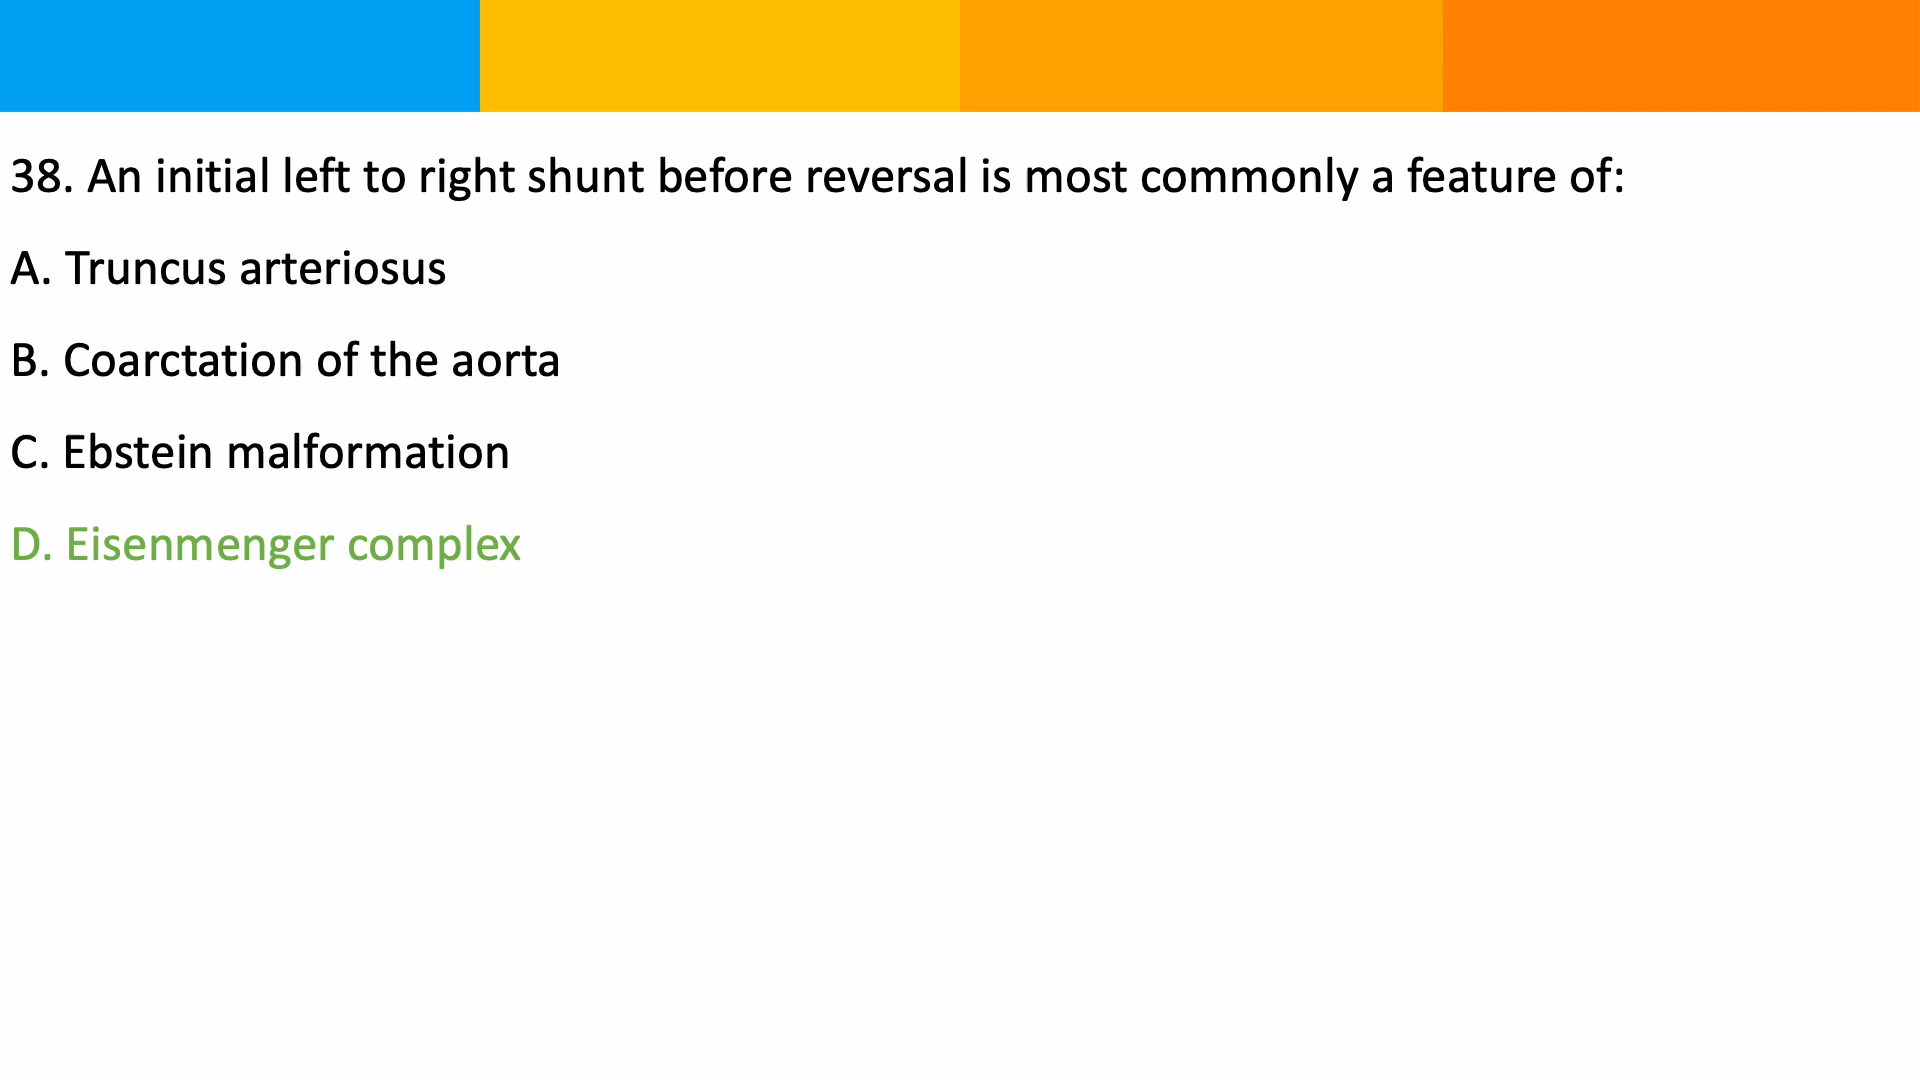 38. An initial left to right shunt before reversal is most commonly a feature of:
A. Truncus arteriosus
B. Coarctation of the aorta
C. Ebstein malformation
D. Eisenmenger complex